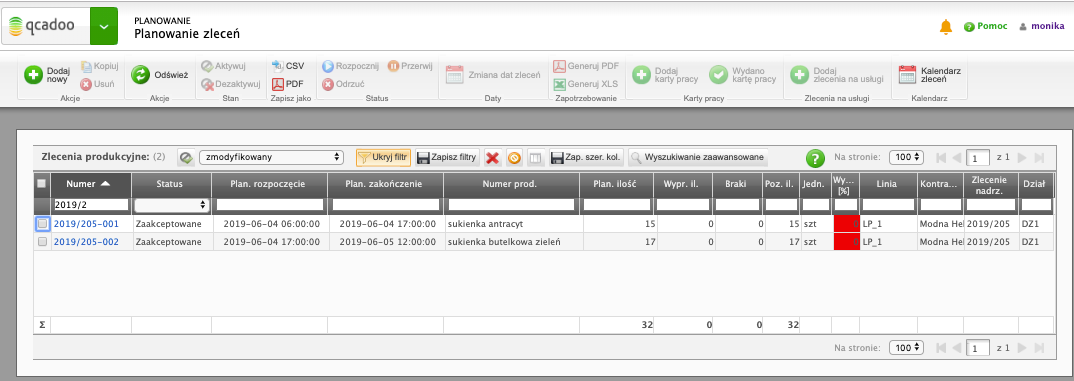 qcadoo
PLANOWANIE
Planowanie zleceń
Pomoc
monika
Dodaj nowy
Kopiuj
Usuń
Akcje
Odśwież
Akcje
Aktywuj
Dezaktywuj
Stan
CSV
PDF
Zapisz jako
Rozpocznij
Przerwij
Odrzuć
Status
Zmiana dat zleceń
Daty
Generuj PDF
Generuj XLS
Zapotrzebowanie
Dodaj karty pracy
Wydano kartę pracy
Karty pracy
Dodaj zlecenia na usługi
Zlecenia na usługi
Kalendarz zleceń
Kalendarz
Zlecenia produkcyjne: (2)
zmodyfikowany
Ukryj filtr
Zapisz filtry
Zap. szer. kol.
Wyszukiwanie zaawansowane
Na stronie: 100
1 z 1
Numer Status Plan. rozpoczęcie Plan. zakończenie Numer prod. Plan. ilość Wypr. il. Braki Poz. il. Jedn. Wy... [%] Linia Kontra... Zlecenie nadrz. Dział
2019/2
2019/205-001 Zaakceptowane 2019-06-04 06:00:00 2019-06-04 17:00:00 sukienka antracyt 15 0 0 15 szt LP_1 Modna Hel 2019/205 DZ1
2019/205-002 Zaakceptowane 2019-06-04 17:00:00 2019-06-05 12:00:00 sukienka butelkowa zieleń 17 0 0 17 szt LP_1 Modna Hel 2019/205 DZ1
Σ 32 0 0 32
Na stronie: 100
1 z 1